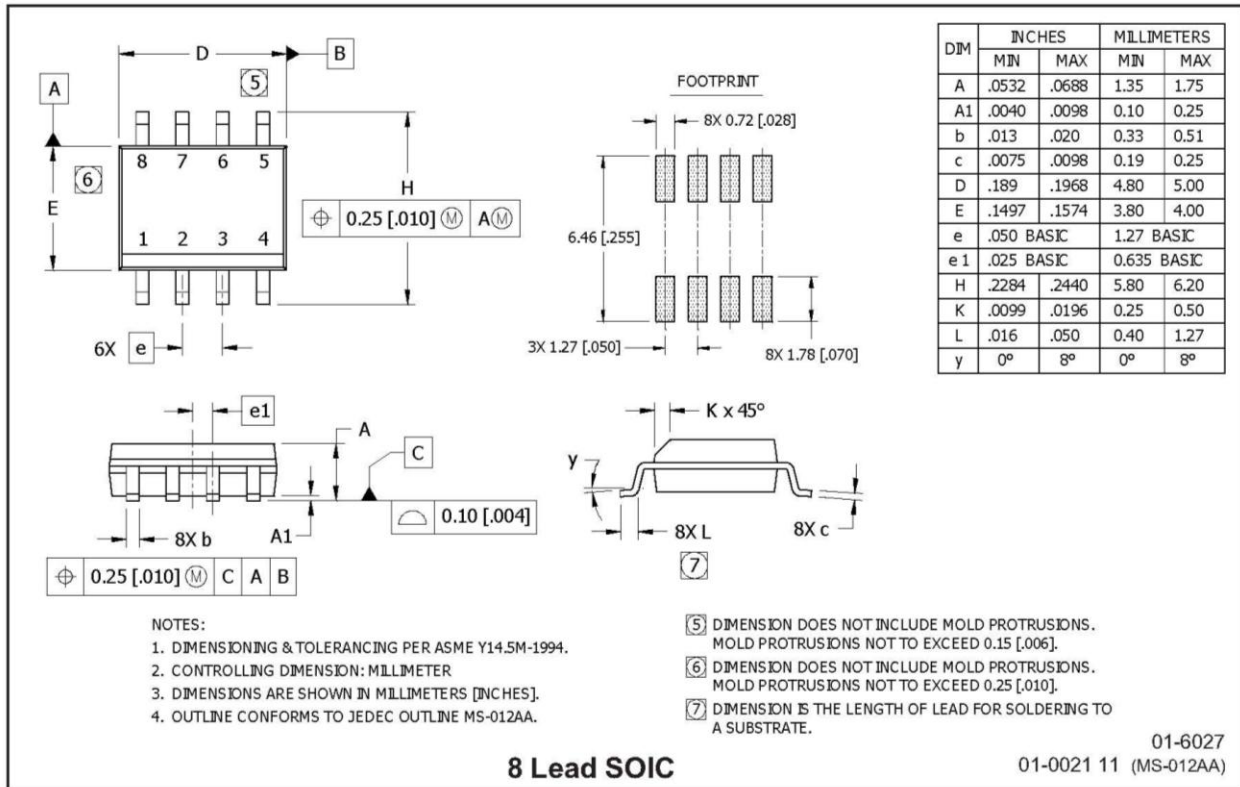 D
B
A
5
8 7 6 5
6
E
H
⌖ 0.25 [.010] Ⓜ A Ⓜ
1 2 3 4
6X e
FOOTPRINT
8X 0.72 [.028]
6.46 [.255]
3X 1.27 [.050]
8X 1.78 [.070]
DIM INCHES MILLIMETERS
MIN MAX MIN MAX
A .0532 .0688 1.35 1.75
A1 .0040 .0098 0.10 0.25
b .013 .020 0.33 0.51
c .0075 .0098 0.19 0.25
D .189 .1968 4.80 5.00
E .1497 .1574 3.80 4.00
e .050 BASIC 1.27 BASIC
e 1 .025 BASIC 0.635 BASIC
H .2284 .2440 5.80 6.20
K .0099 .0196 0.25 0.50
L .016 .050 0.40 1.27
y 0° 8° 0° 8°
e1
A
C
0.10 [.004]
A1
8X b
⌖ 0.25 [.010] Ⓜ C A B
K x 45°
y
8X L
8X c
7
NOTES:
1. DIMENSIONING & TOLERANCING PER ASME Y14.5M-1994.
2. CONTROLLING DIMENSION: MILLIMETER
3. DIMENSIONS ARE SHOWN IN MILLIMETERS [INCHES].
4. OUTLINE CONFORMS TO JEDEC OUTLINE MS-012AA.
5 DIMENSION DOES NOT INCLUDE MOLD PROTRUSIONS.
MOLD PROTRUSIONS NOT TO EXCEED 0.15 [.006].
6 DIMENSION DOES NOT INCLUDE MOLD PROTRUSIONS.
MOLD PROTRUSIONS NOT TO EXCEED 0.25 [.010].
7 DIMENSION IS THE LENGTH OF LEAD FOR SOLDERING TO
A SUBSTRATE.
8 Lead SOIC
01-6027
01-0021 11 (MS-012AA)